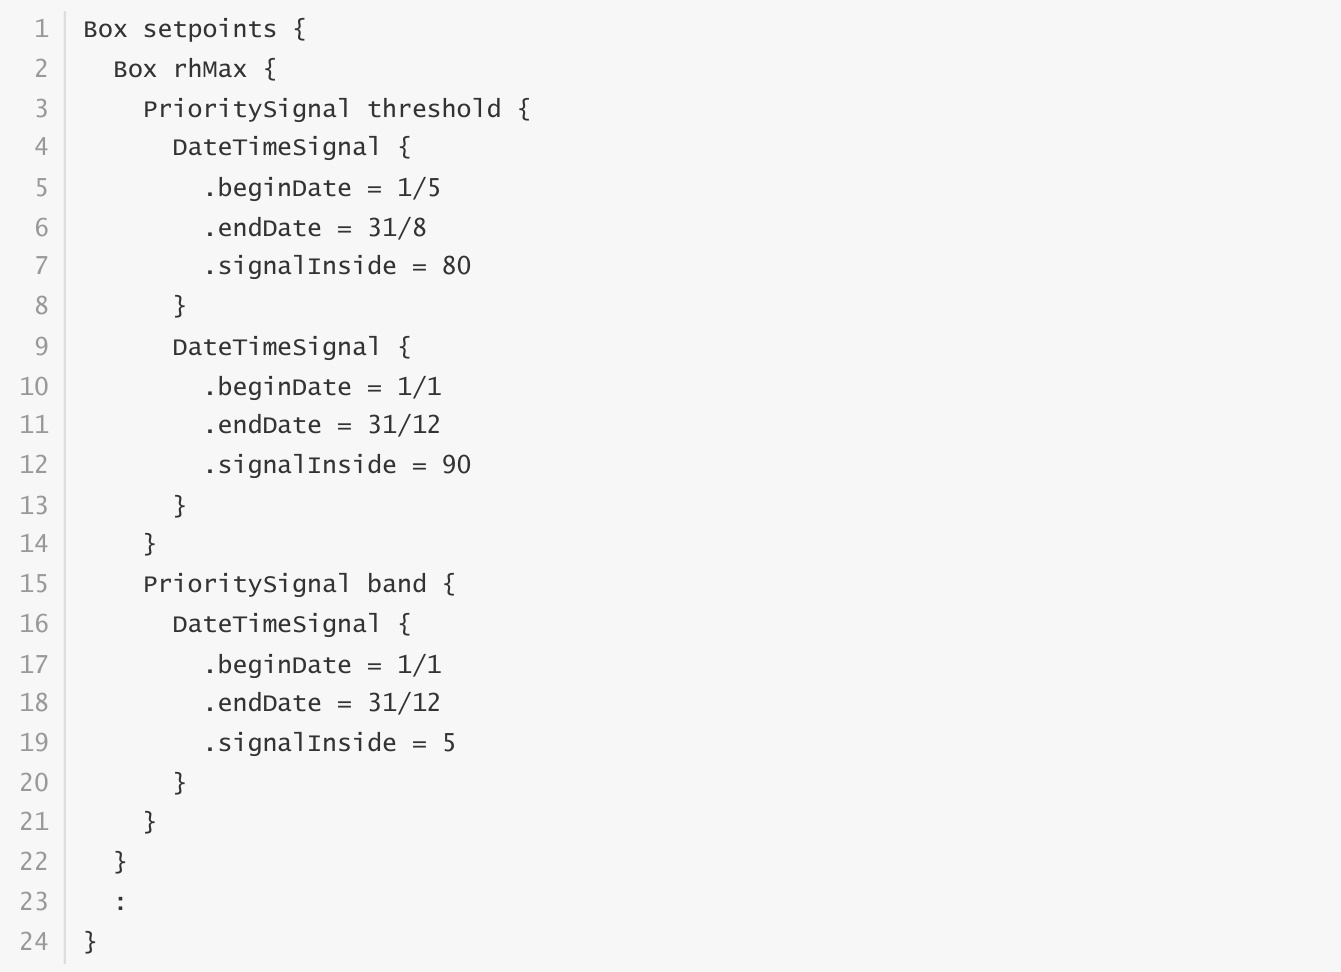 1 Box setpoints {
2   Box rhMax {
3     PrioritySignal threshold {
4       DateTimeSignal {
5         .beginDate = 1/5
6         .endDate = 31/8
7         .signalInside = 80
8       }
9       DateTimeSignal {
10         .beginDate = 1/1
11         .endDate = 31/12
12         .signalInside = 90
13       }
14     }
15     PrioritySignal band {
16       DateTimeSignal {
17         .beginDate = 1/1
18         .endDate = 31/12
19         .signalInside = 5
20       }
21     }
22   }
23   :
24 }